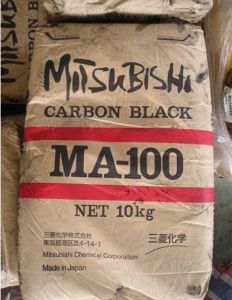 MITSUBISHI
CARBON BLACK
MA-100
NET 10kg
三菱化学株式会社
東京都港区芝4-14-1
Mitsubishi Chemical Corporation
Made in Japan
三菱化学